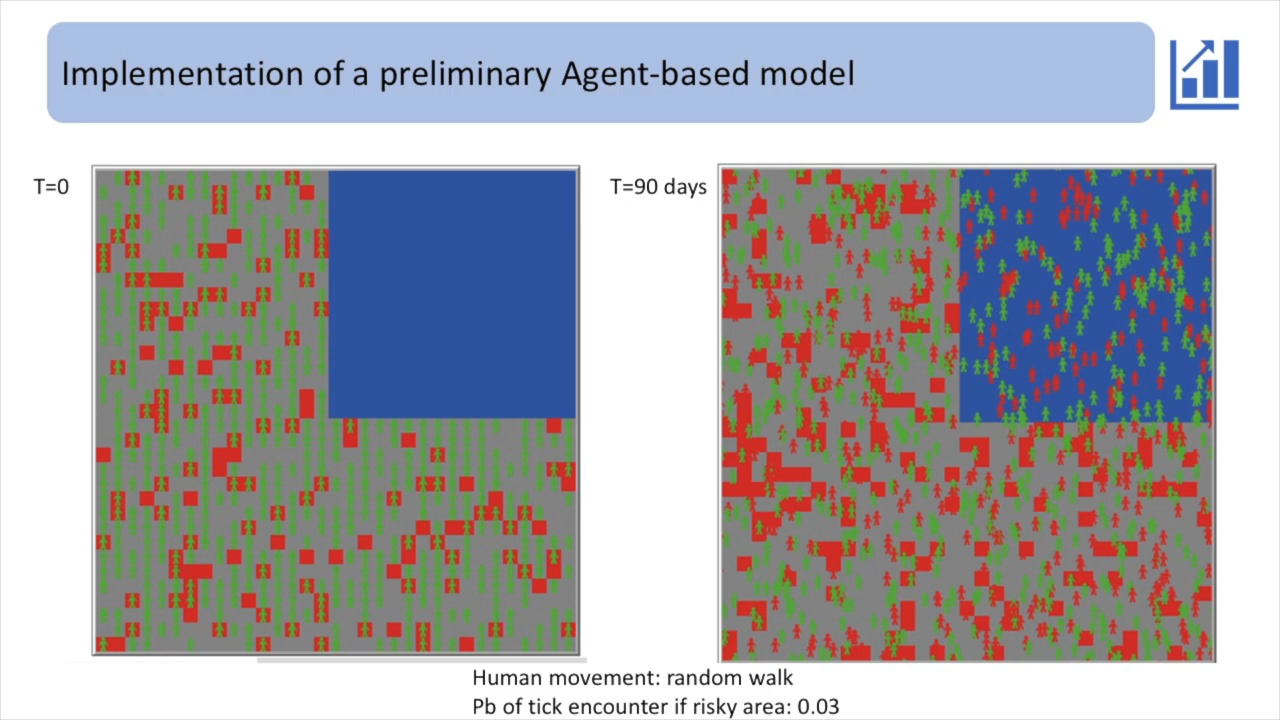 Implementation of a preliminary Agent-based model
T=0
T=90 days
Human movement: random walk
Pb of tick encounter if risky area: 0.03